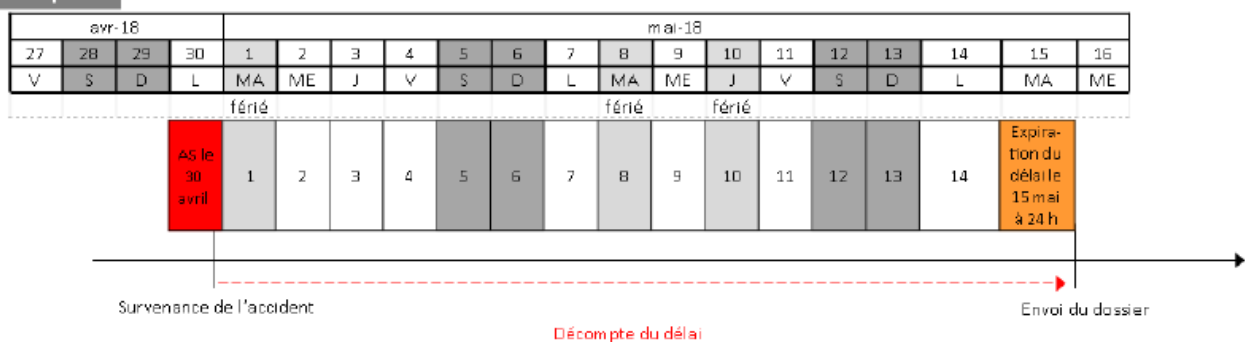 avr-18 mai-18
27 28 29 30 1 2 3 4 5 6 7 8 9 10 11 12 13 14 15 16
V S D L MA ME J V S D L MA ME J V S D L MA ME
férié férié férié
AS le
30
avril
1 2 3 4 5 6 7 8 9 10 11 12 13 14
Expira-
tion du
délai le
15 mai
à 24 h
Survenance de l'accident
Envoi du dossier
Décompte du délai